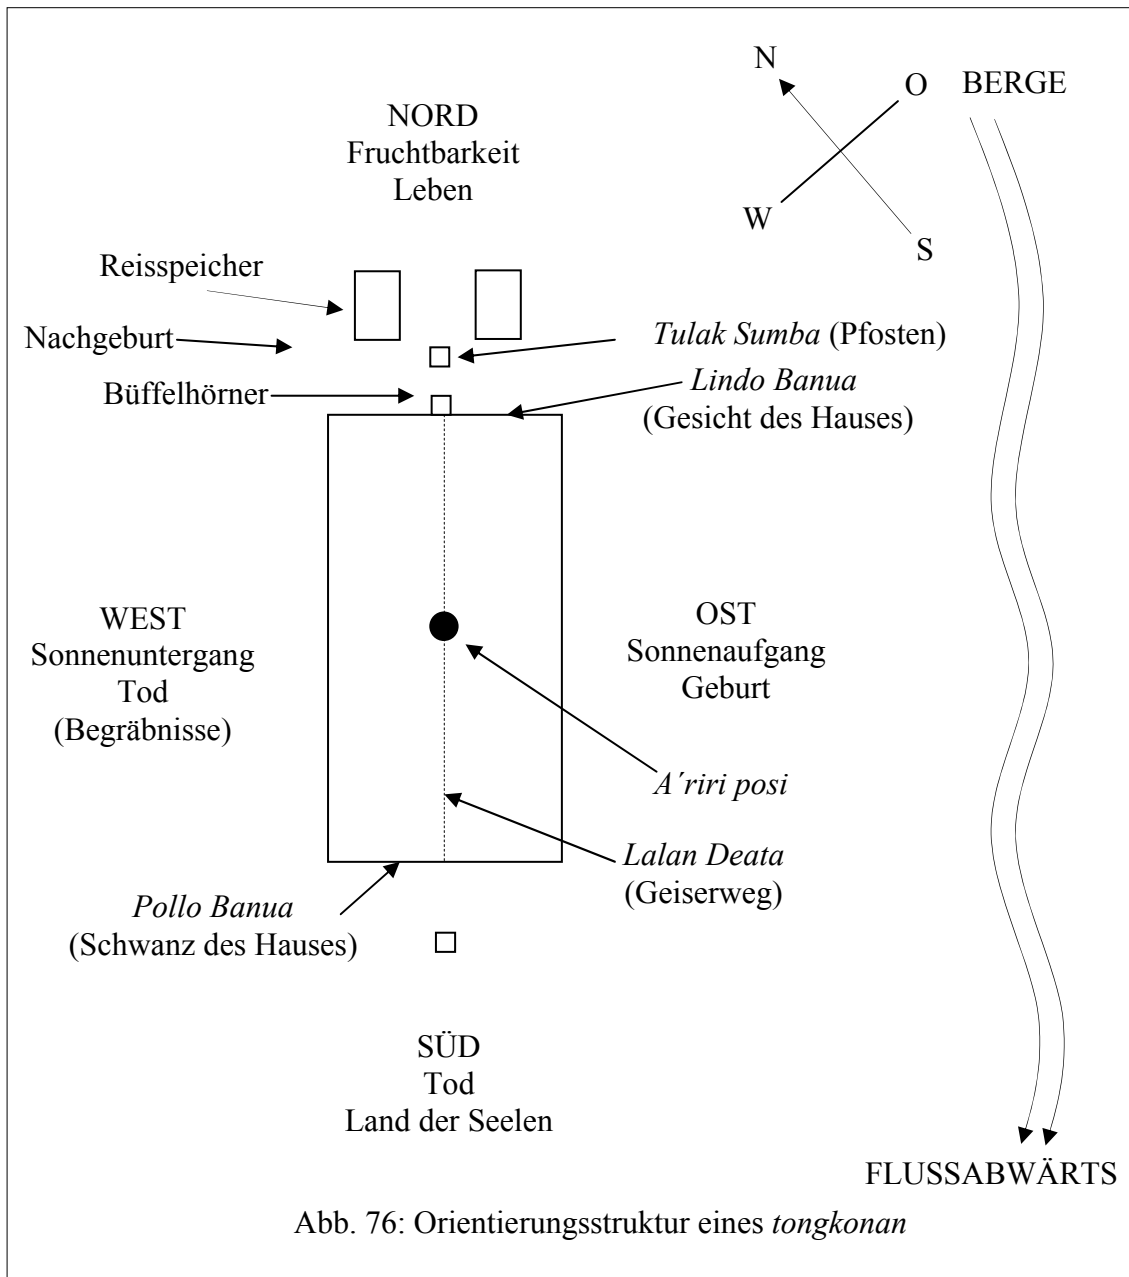 N
O
BERGE
W
S
NORD
Fruchtbarkeit
Leben
Reisspeicher
Nachgeburt
Büffelhörner
Tulak Sumba (Pfosten)
Lindo Banua
(Gesicht des Hauses)
WEST
Sonnenuntergang
Tod
(Begräbnisse)
OST
Sonnenaufgang
Geburt
A´riri posi
Lalan Deata
(Geiserweg)
Pollo Banua
(Schwanz des Hauses)
SÜD
Tod
Land der Seelen
FLUSSABWÄRTS
Abb. 76: Orientierungsstruktur eines tongkonan